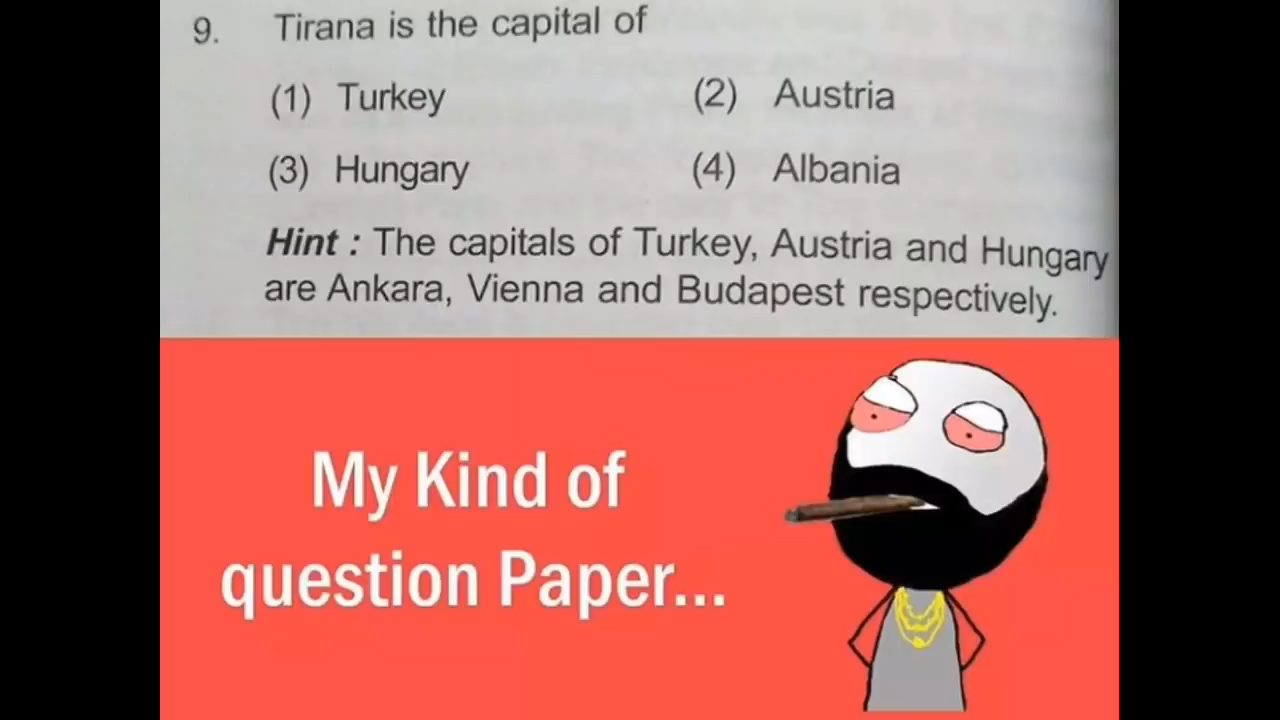 9. Tirana is the capital of
(1) Turkey (2) Austria
(3) Hungary (4) Albania
Hint : The capitals of Turkey, Austria and Hungary
are Ankara, Vienna and Budapest respectively.
My Kind of
question Paper...